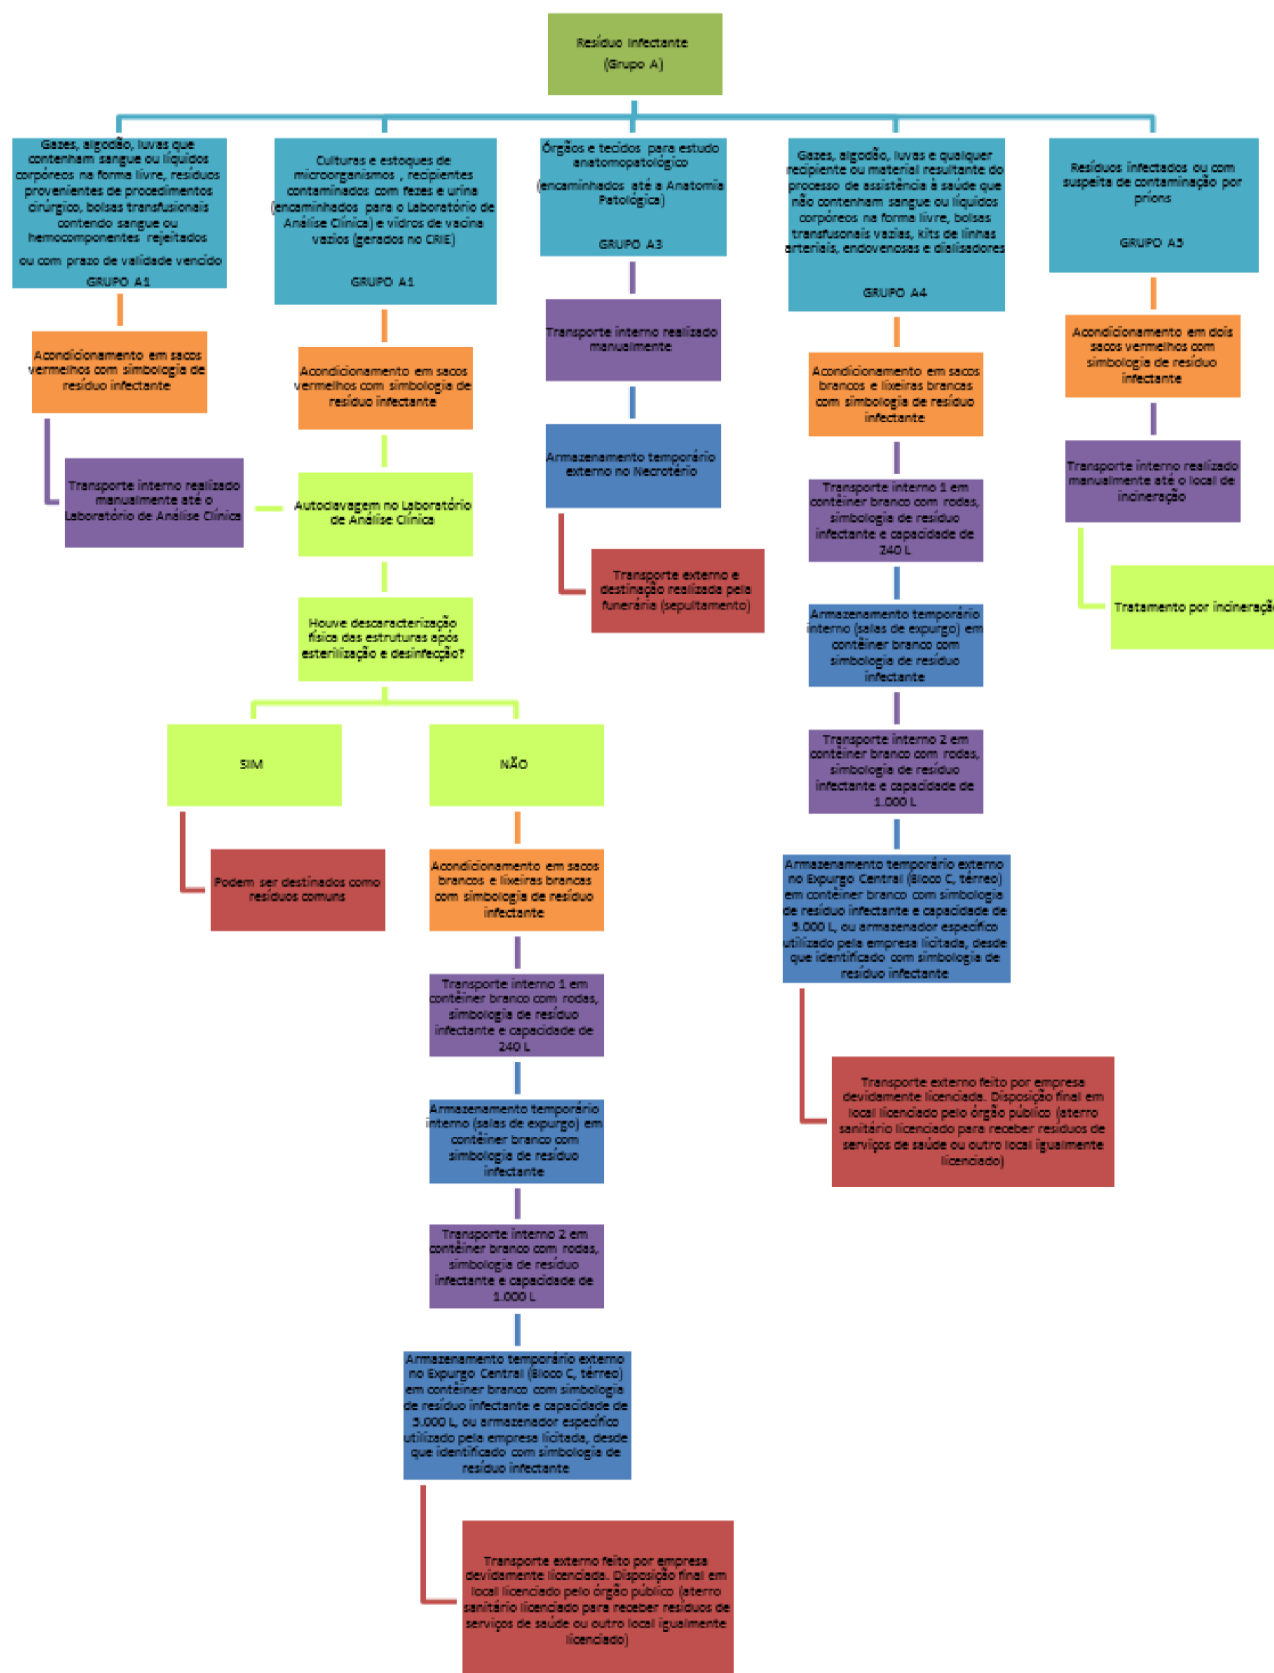 Resíduo Infectante
(Grupo A)
Gazes, algodão, luvas que
contenham sangue ou líquidos
corpóreos na forma livre, resíduos
provenientes de procedimentos
cirúrgico, bolsas transfusionais
contendo sangue ou
hemocomponentes rejeitados
ou com prazo de validade vencido
GRUPO A1
Acondicionamento em sacos
vermelhos com simbologia de
resíduo infectante
Transporte interno realizado
manualmente até o
Laboratório de Análise Clínica
Culturas e estoques de
microorganismos , recipientes
contaminados com fezes e urina
(encaminhados para o Laboratório de
Análise Clínica) e vidros de vacina
vazios (gerados no CRIE)
GRUPO A1
Acondicionamento em sacos
vermelhos com simbologia de
resíduo infectante
Autoclavagem no Laboratório
de Análise Clínica
Houve descaracterização
física das estruturas após
esterilização e desinfecção?
SIM
Podem ser destinados como
resíduos comuns
NÃO
Acondicionamento em sacos
brancos e lixeiras brancas
com simbologia de resíduo
infectante
Transporte interno 1 em
contêiner branco com rodas,
simbologia de resíduo
infectante e capacidade de
240 L
Armazenamento temporário
interno (salas de expurgo) em
contêiner branco com
simbologia de resíduo
infectante
Transporte interno 2 em
contêiner branco com rodas,
simbologia de resíduo
infectante e capacidade de
1.000 L
Armazenamento temporário externo
no Expurgo Central (Bloco C, térreo)
em contêiner branco com simbologia
de resíduo infectante e capacidade de
5.000 L, ou armazenador específico
utilizado pela empresa licitada, desde
que identificado com simbologia de
resíduo infectante
Transporte externo feito por empresa
devidamente licenciada. Disposição final em
local licenciado pelo órgão público (aterro
sanitário licenciado para receber resíduos de
serviços de saúde ou outro local igualmente
licenciado)
Órgãos e tecidos para estudo
anatomopatológico
(encaminhados até a Anatomia
Patológica)
GRUPO A3
Transporte interno realizado
manualmente
Armazenamento temporário
externo no Necrotério
Transporte externo e
destinação realizada pela
funerária (sepultamento)
Gazes, algodão, luvas e qualquer
recipiente ou material resultante do
processo de assistência à saúde que
não contenham sangue ou líquidos
corpóreos na forma livre, bolsas
transfusonais vazias, kits de linhas
arteriais, endovenosas e dialisadores
GRUPO A4
Acondicionamento em sacos
brancos e lixeiras brancas
com simbologia de resíduo
infectante
Transporte interno 1 em
contêiner branco com rodas,
simbologia de resíduo
infectante e capacidade de
240 L
Armazenamento temporário
interno (salas de expurgo) em
contêiner branco com
simbologia de resíduo
infectante
Transporte interno 2 em
contêiner branco com rodas,
simbologia de resíduo
infectante e capacidade de
1.000 L
Armazenamento temporário externo
no Expurgo Central (Bloco C, térreo)
em contêiner branco com simbologia
de resíduo infectante e capacidade de
5.000 L, ou armazenador específico
utilizado pela empresa licitada, desde
que identificado com simbologia de
resíduo infectante
Transporte externo feito por empresa
devidamente licenciada. Disposição final em
local licenciado pelo órgão público (aterro
sanitário licenciado para receber resíduos de
serviços de saúde ou outro local igualmente
licenciado)
Resíduos infectados ou com
suspeita de contaminação por
príons
GRUPO A5
Acondicionamento em dois
sacos vermelhos com
simbologia de resíduo
infectante
Transporte interno realizado
manualmente até o local de
incineração
Tratamento por incineração